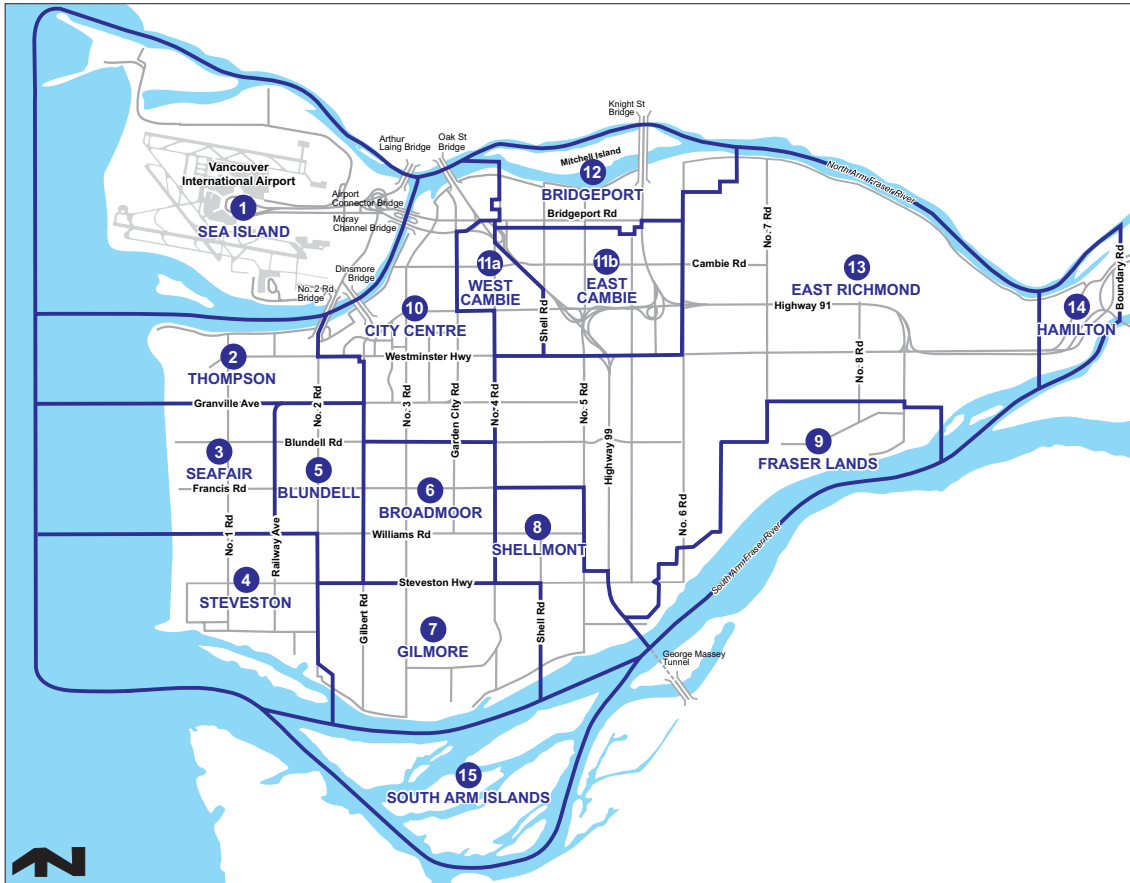 Knight St
Bridge
Oak St
Bridge
Arthur
Laing Bridge
Mitchell Island
12
BRIDGEPORT
Bridgeport Rd
North Arm Fraser River
Vancouver
International Airport
1
SEA ISLAND
Airport
Connector Bridge
Moray
Channel Bridge
Dinsmore
Bridge
No. 2 Rd
Bridge
11a
WEST
CAMBIE
11b
EAST
CAMBIE
Cambie Rd
No. 7 Rd
13
EAST RICHMOND
Highway 91
Boundary Rd
14
HAMILTON
10
CITY CENTRE
Shell Rd
Westminster Hwy
2
THOMPSON
Granville Ave
No. 2 Rd
No. 3 Rd
Garden City Rd
No. 4 Rd
No. 5 Rd
No. 8 Rd
Blundell Rd
3
SEAFAIR
Francis Rd
5
BLUNDELL
6
BROADMOOR
Highway 99
9
FRASER LANDS
No. 1 Rd
Railway Ave
Williams Rd
8
SHELLMONT
No. 6 Rd
South Arm Fraser River
4
STEVESTON
Steveston Hwy
Gilbert Rd
7
GILMORE
Shell Rd
George Massey
Tunnel
15
SOUTH ARM ISLANDS
N